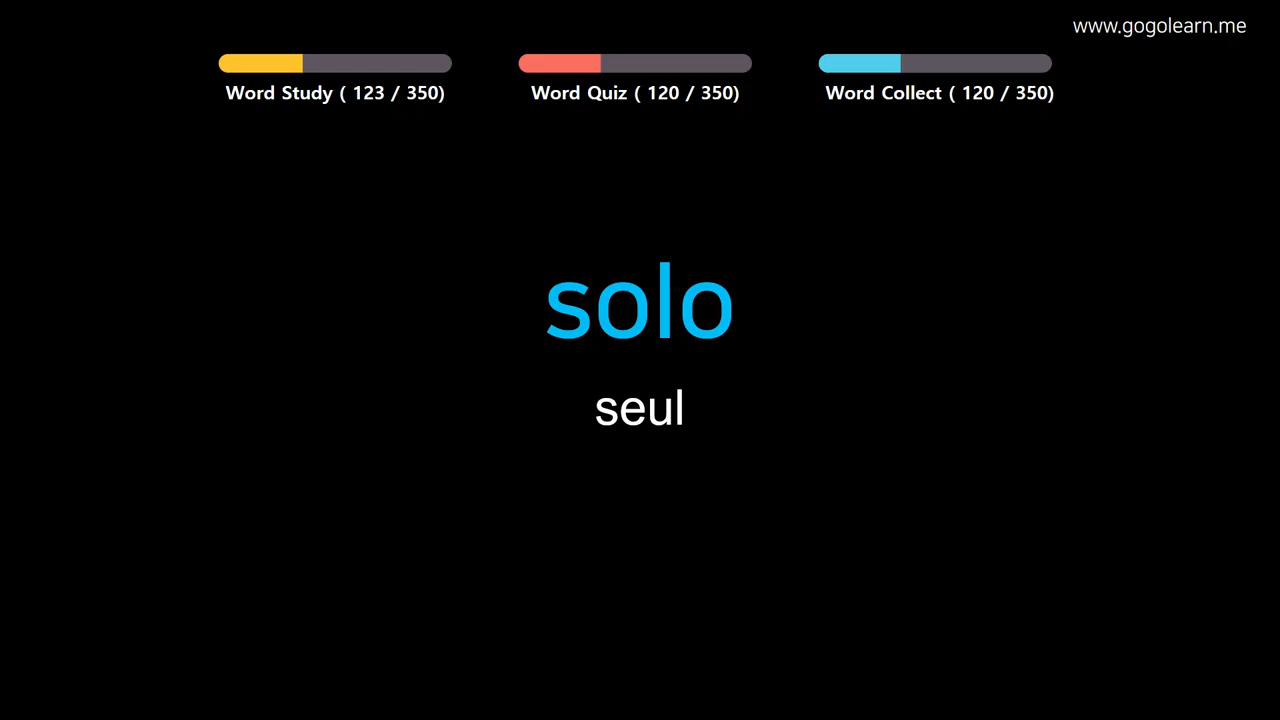 www.gogolearn.me
Word Study ( 123 / 350)
Word Quiz ( 120 / 350)
Word Collect ( 120 / 350)
solo
seul